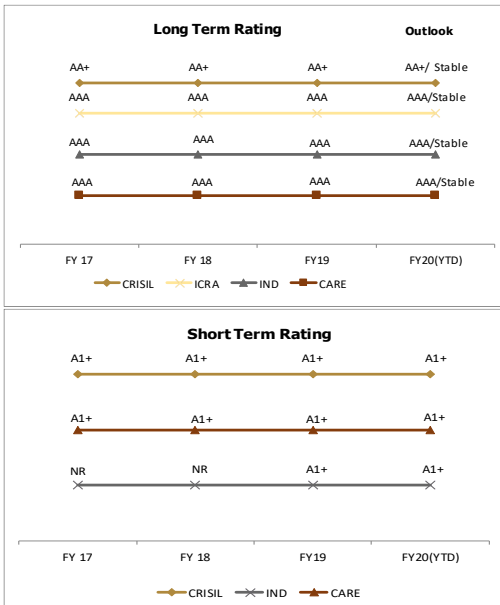 Long Term Rating Outlook
AA+ AA+ AA+ AA+/ Stable
AAA AAA AAA AAA/Stable
AAA AAA AAA AAA/Stable
AAA AAA AAA AAA/Stable
FY 17 FY 18 FY19 FY20(YTD)
CRISIL ICRA IND CARE
Short Term Rating
A1+ A1+ A1+ A1+
A1+ A1+ A1+ A1+
NR NR A1+ A1+
FY 17 FY 18 FY19 FY20(YTD)
CRISIL IND CARE